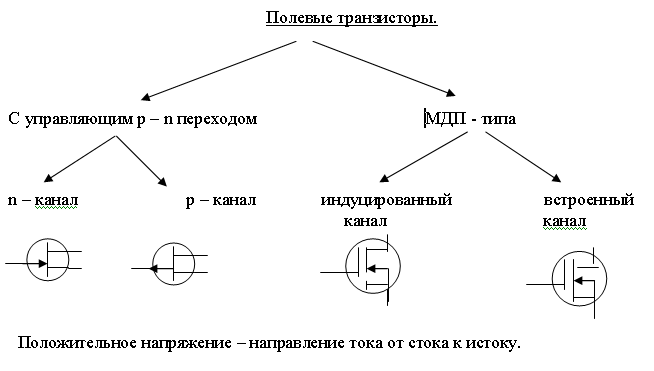 Полевые транзисторы.
С управляющим p – n переходом
МДП - типа
n – канал
p – канал
индуцированный
канал
встроенный
канал
Положительное напряжение – направление тока от стока к истоку.